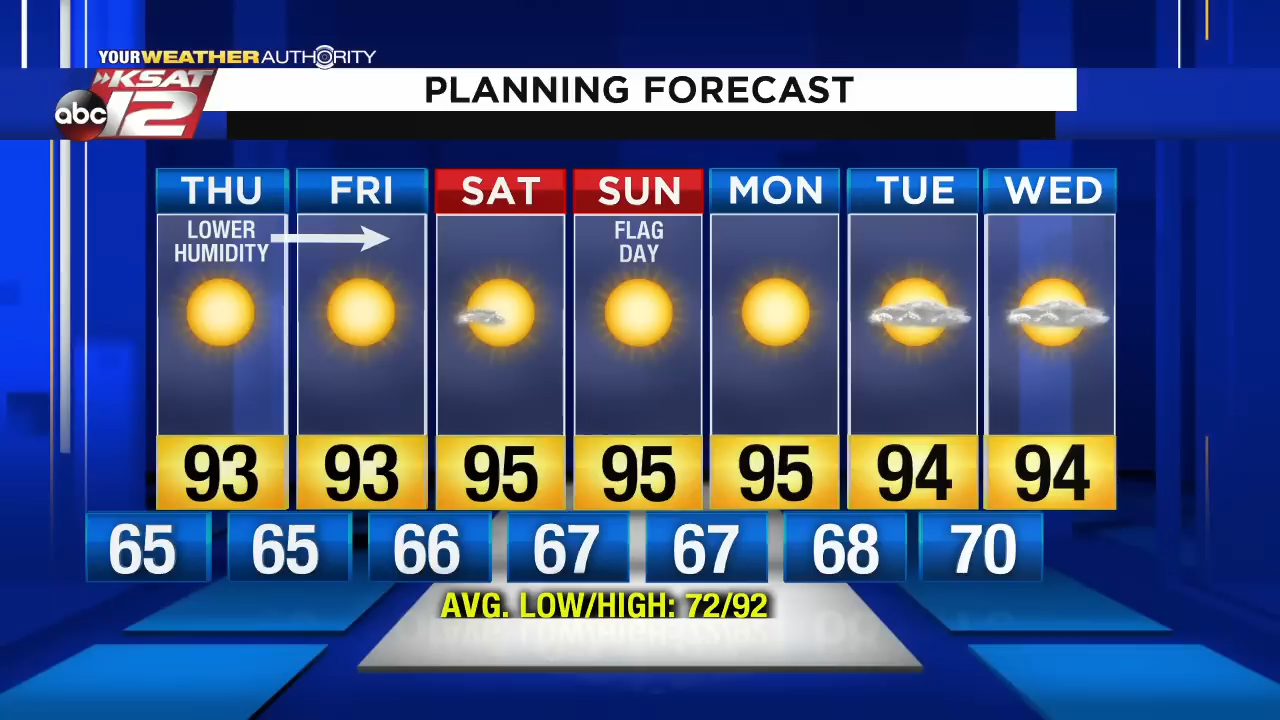 YOURWEATHERAUTHORITY
KSAT
abc 12
PLANNING FORECAST
THU FRI SAT SUN MON TUE WED
LOWER HUMIDITY
FLAG DAY
93 93 95 95 95 94 94
65 65 66 67 67 68 70
AVG. LOW/HIGH: 72/92